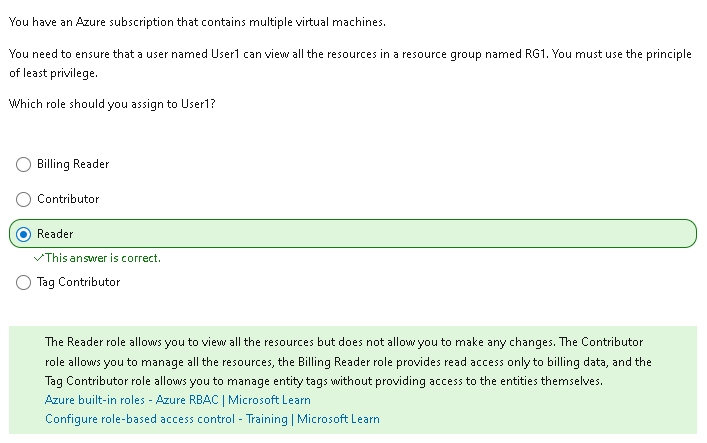 You have an Azure subscription that contains multiple virtual machines.
You need to ensure that a user named User1 can view all the resources in a resource group named RG1. You must use the principle
of least privilege.
Which role should you assign to User1?
Billing Reader
Contributor
Reader
✓This answer is correct.
Tag Contributor
The Reader role allows you to view all the resources but does not allow you to make any changes. The Contributor
role allows you to manage all the resources, the Billing Reader role provides read access only to billing data, and the
Tag Contributor role allows you to manage entity tags without providing access to the entities themselves.
Azure built-in roles - Azure RBAC | Microsoft Learn
Configure role-based access control - Training | Microsoft Learn